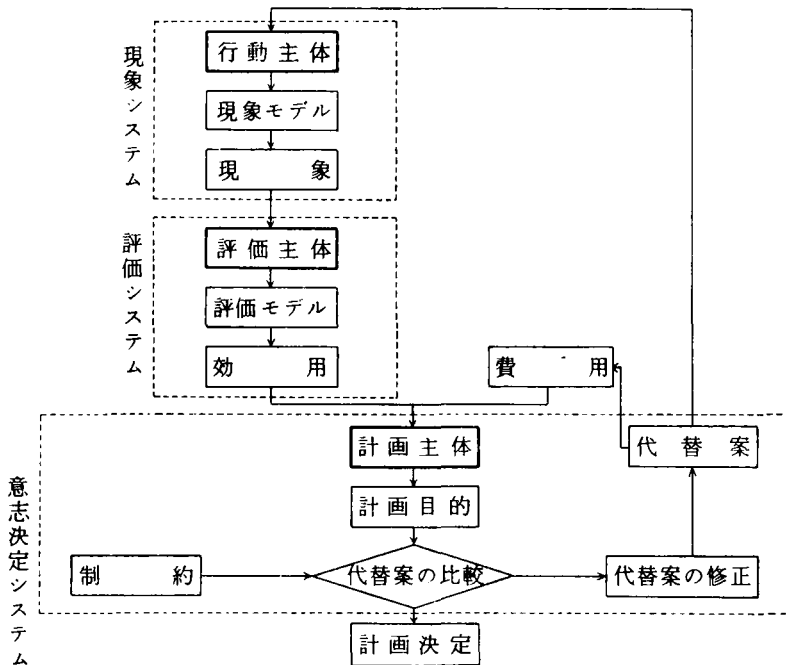 現象システム
行動主体
現象モデル
現象
評価システム
評価主体
評価モデル
効用
費用
意志決定システム
計画主体
代替案
計画目的
制約
代替案の比較
代替案の修正
計画決定